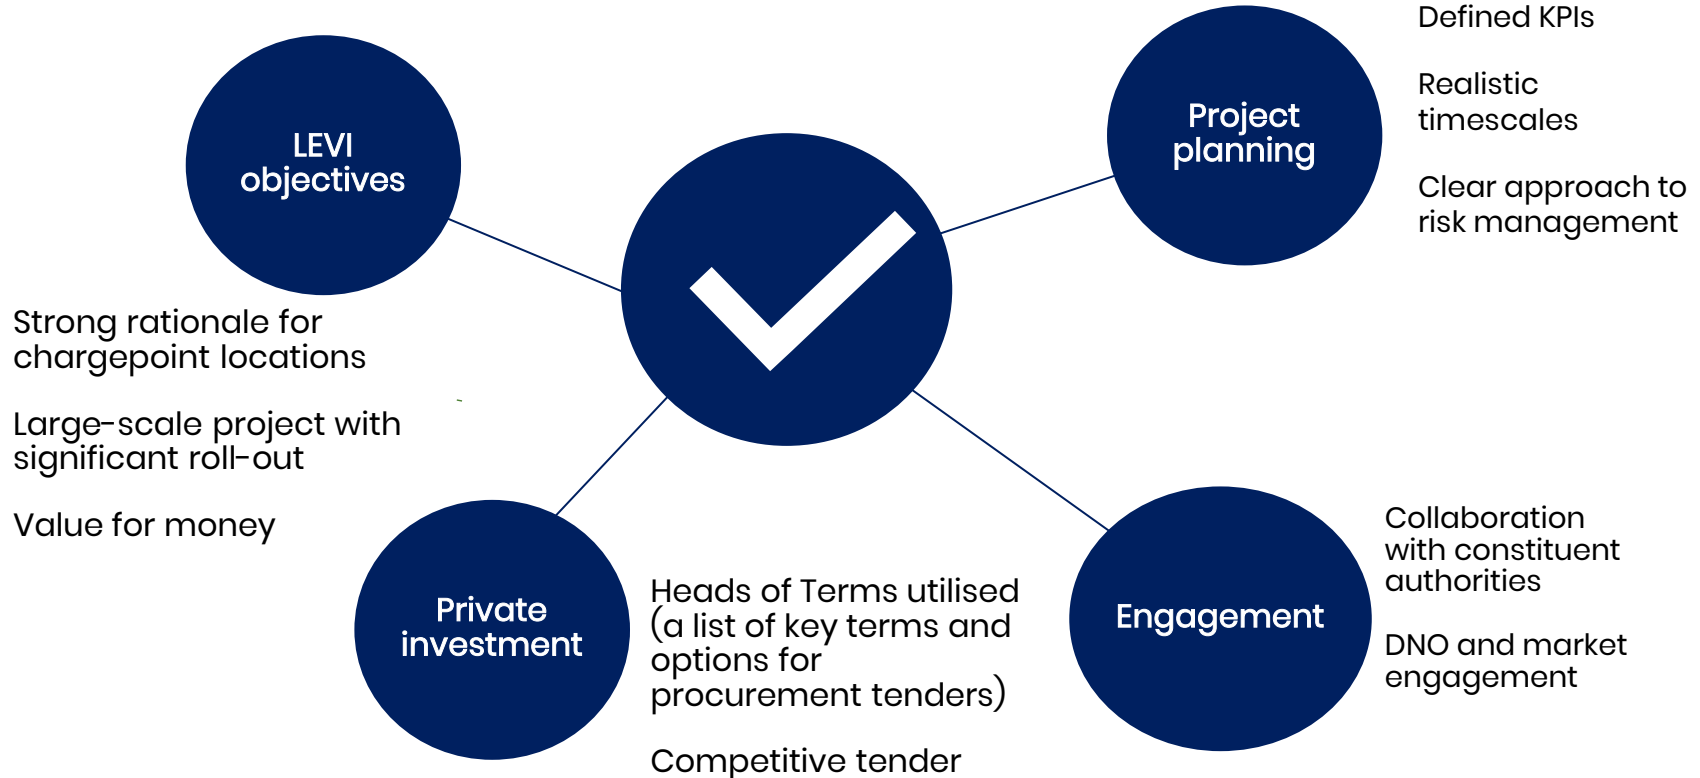 LEVI
objectives
Strong rationale for
chargepoint locations
Large-scale project with
significant roll-out
Value for money
Project
planning
Defined KPIs
Realistic
timescales
Clear approach to
risk management
Private
investment
Heads of Terms utilised
(a list of key terms and
options for
procurement tenders)
Competitive tender
Engagement
Collaboration
with constituent
authorities
DNO and market
engagement